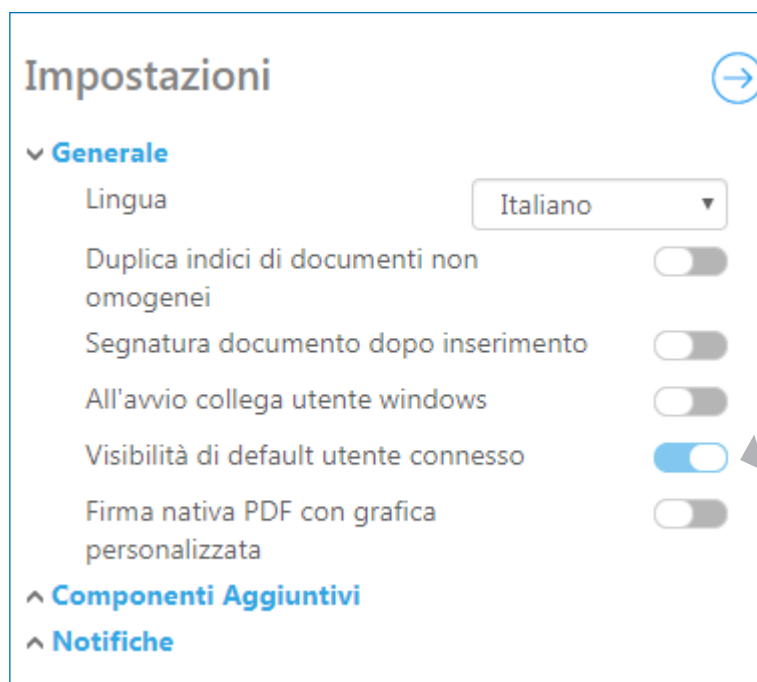 Impostazioni
Generale
Lingua
Italiano
Duplica indici di documenti non
omogenei
Segnatura documento dopo inserimento
All'avvio collega utente windows
Visibilità di default utente connesso
Firma nativa PDF con grafica
personalizzata
Componenti Aggiuntivi
Notifiche